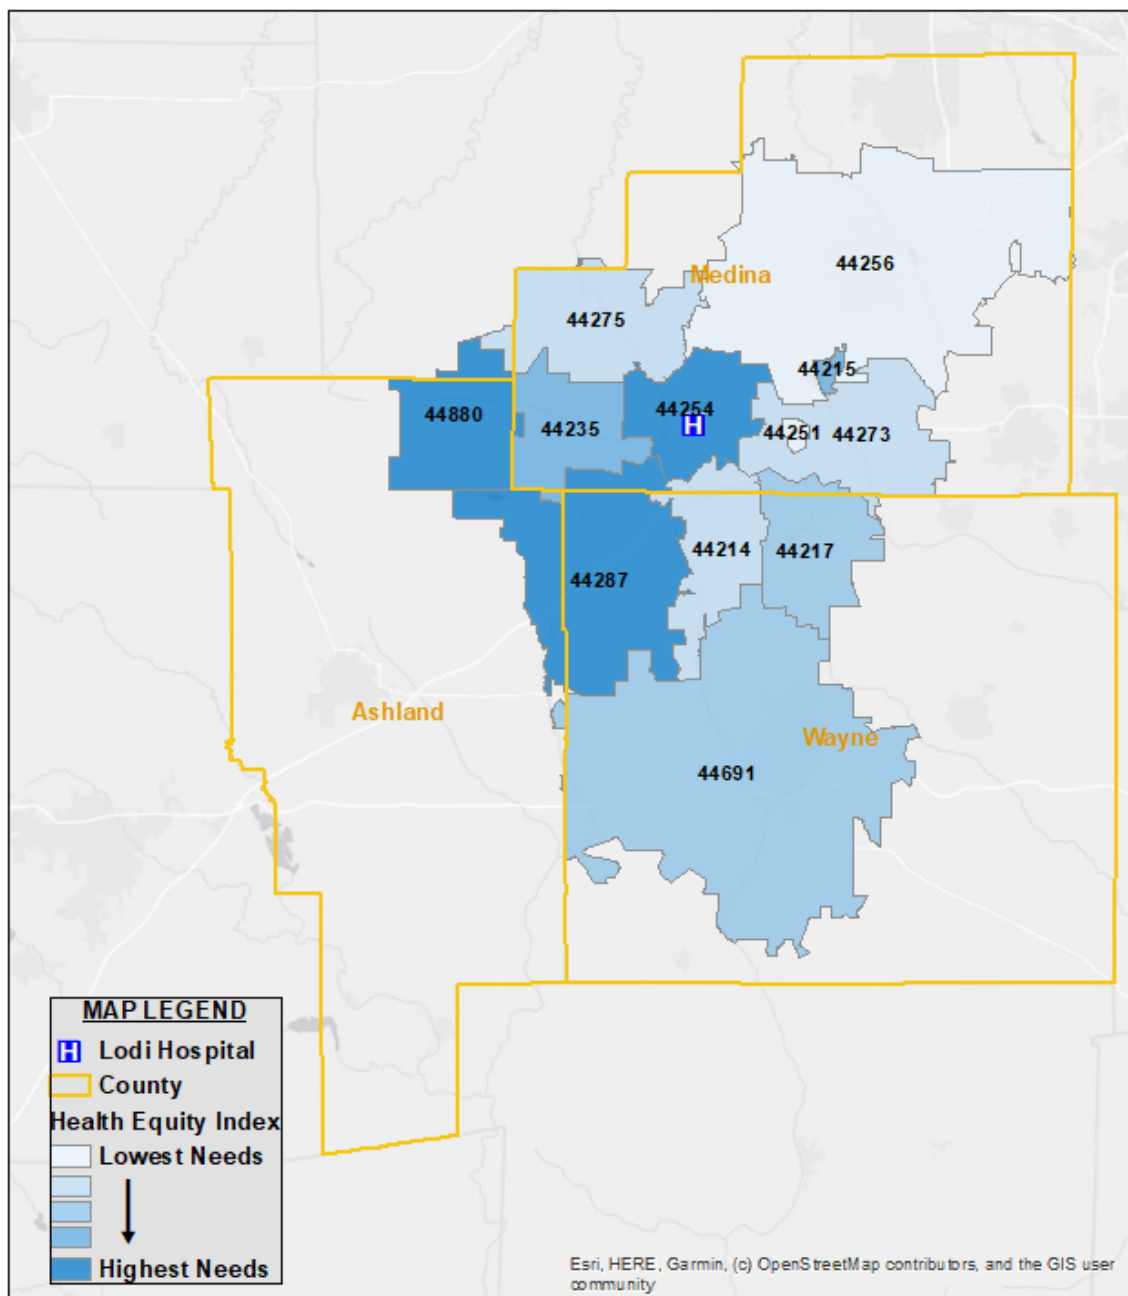 44256
Medina
44275
44215
44254
44880
44235
H
44251
44273
44214
44217
44287
Ashland
Wayne
44691
MAP LEGEND
H Lodi Hospital
County
Health Equity Index
Lowest Needs
Highest Needs
Esri, HERE, Garmin, (c) OpenStreetMap contributors, and the GIS user
community